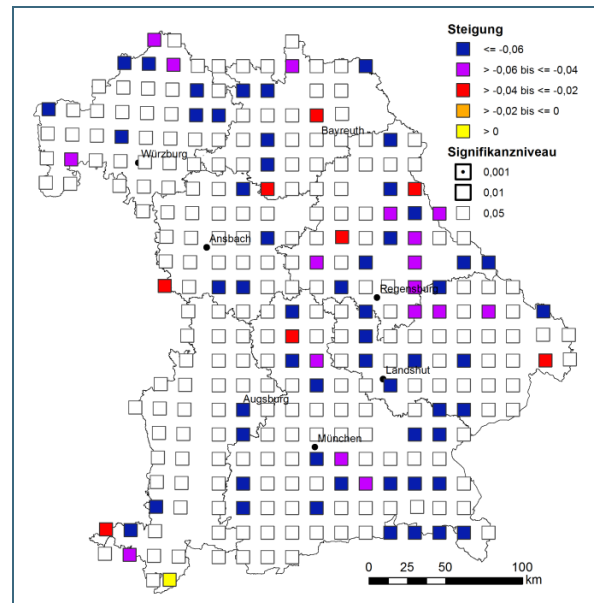 Steigung
<= -0,06
> -0,06 bis <= -0,04
> -0,04 bis <= -0,02
> -0,02 bis <= 0
> 0
Signifikanzniveau
0,001
0,01
0,05
Bayreuth
Würzburg
Ansbach
Regensburg
Landshut
Augsburg
München
0 25 50 100
km